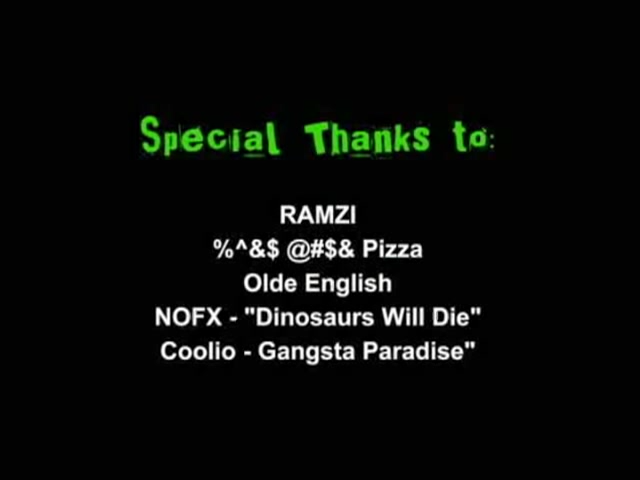 Special Thanks to:
RAMZI
%^&$ @#$& Pizza
Olde English
NOFX - "Dinosaurs Will Die"
Coolio - Gangsta Paradise"